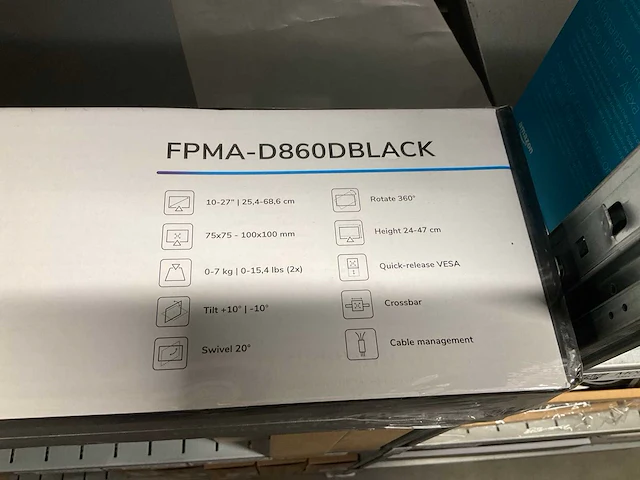 FPMA-D860DBLACK
10-27" | 25,4-68,6 cm
75x75 - 100x100 mm
0-7 kg | 0-15,4 lbs (2x)
Tilt +10° | -10°
Swivel 20°
Rotate 360°
Height 24-47 cm
Quick-release VESA
Crossbar
Cable management
amazon